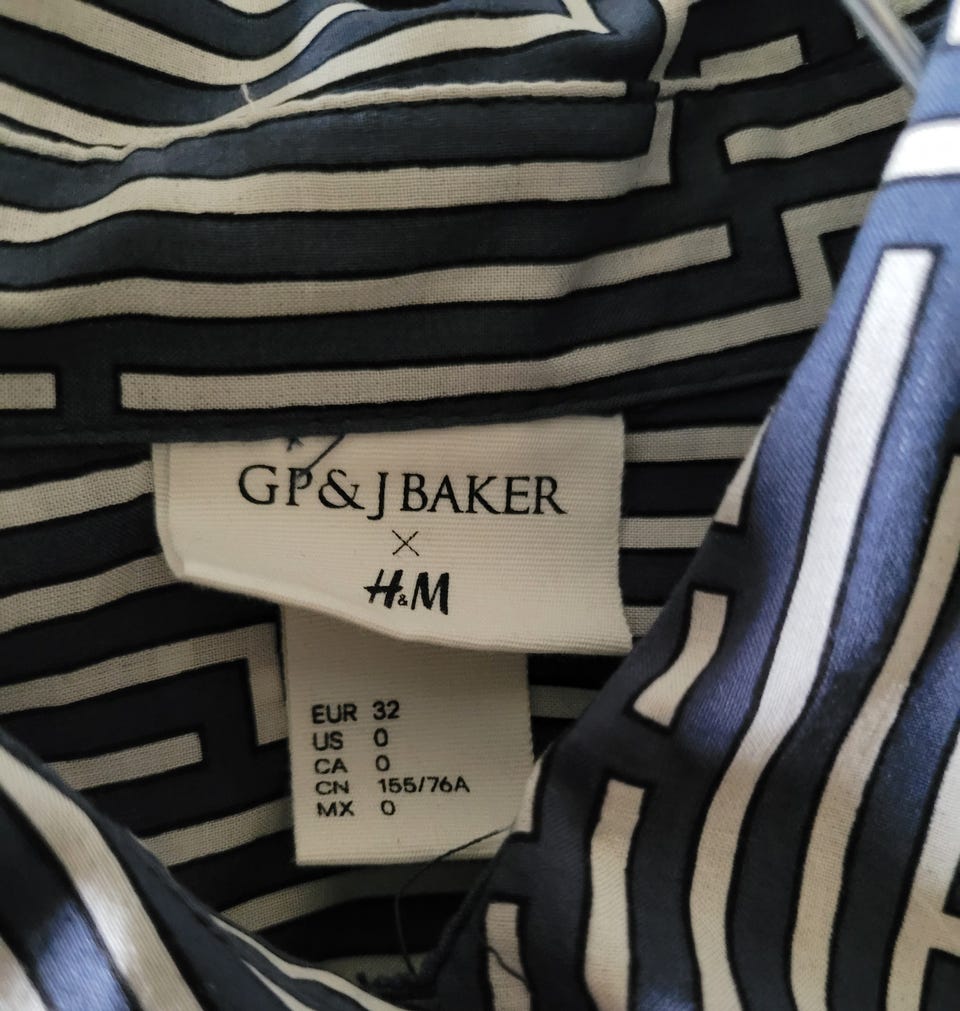 GP & J BAKER
×
H&M
EUR 32
US 0
CA 0
CN 155/76A
MX 0